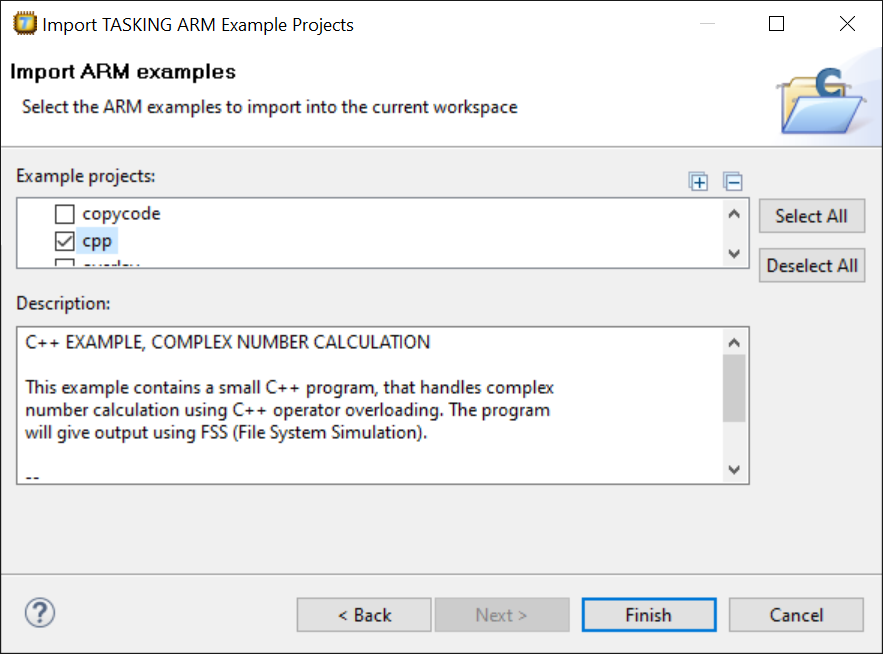 Import TASKING ARM Example Projects
Import ARM examples
Select the ARM examples to import into the current workspace
Example projects:
copycode
cpp
Select All
Deselect All
Description:
C++ EXAMPLE, COMPLEX NUMBER CALCULATION
This example contains a small C++ program, that handles complex
number calculation using C++ operator overloading. The program
will give output using FSS (File System Simulation).
--
< Back
Next >
Finish
Cancel